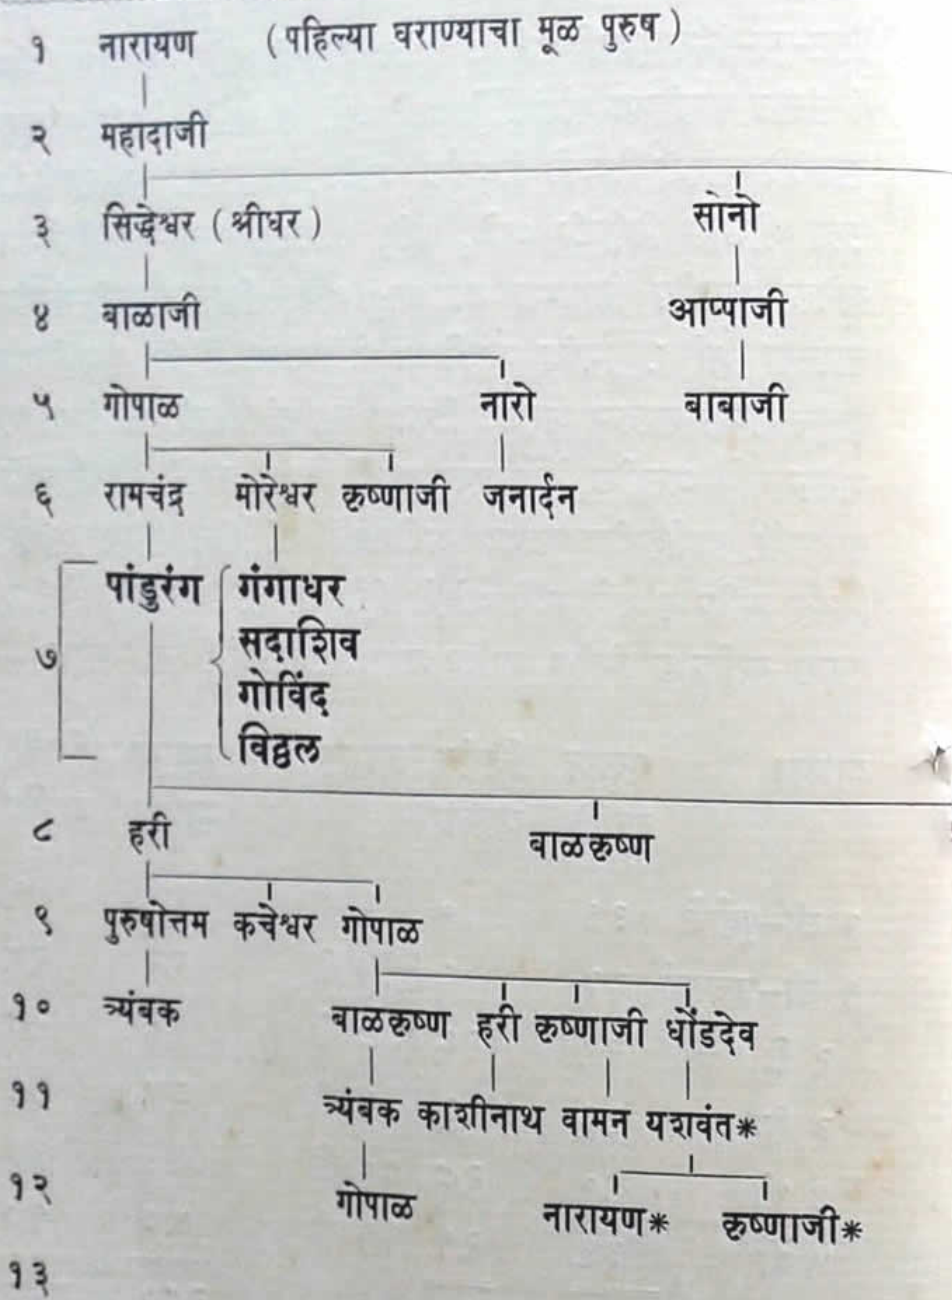 १ नारायण (पहिल्या घराण्याचा मूळ पुरुष)
२ महादाजी
३ सिद्धेश्वर (श्रीधर) सोनो
४ बाळाजी आप्पाजी
५ गोपाळ नारो बाबाजी
६ रामचंद्र मोरेश्वर कृष्णाजी जनार्दन
पांडुरंग गंगाधर
सदाशिव
७ गोविंद
विठ्ठल
८ हरी बाळकृष्ण
९ पुरुषोत्तम कचेश्वर गोपाळ
१० त्र्यंबक बाळकृष्ण हरी कृष्णाजी धोंडदेव
११ त्र्यंबक काशीनाथ वामन यशवंत*
१२ गोपाळ नारायण* कृष्णाजी*
१३